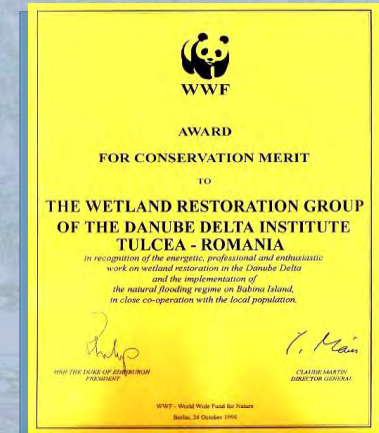 WWF
AWARD
FOR CONSERVATION MERIT
TO
THE WETLAND RESTORATION GROUP
OF THE DANUBE DELTA INSTITUTE
TULCEA - ROMANIA
in recognition of the energetic, professional and enthusiastic
work on wetland restoration in the Danube Delta
and the implementation of
the natural flooding regime on Babina Island,
in close co-operation with the local population.
HRH THE DUKE OF EDINBURGH
PRESIDENT
CLAUDE MARTIN
DIRECTOR GENERAL
WWF - World Wide Fund for Nature
Berlin, 24 October 1996